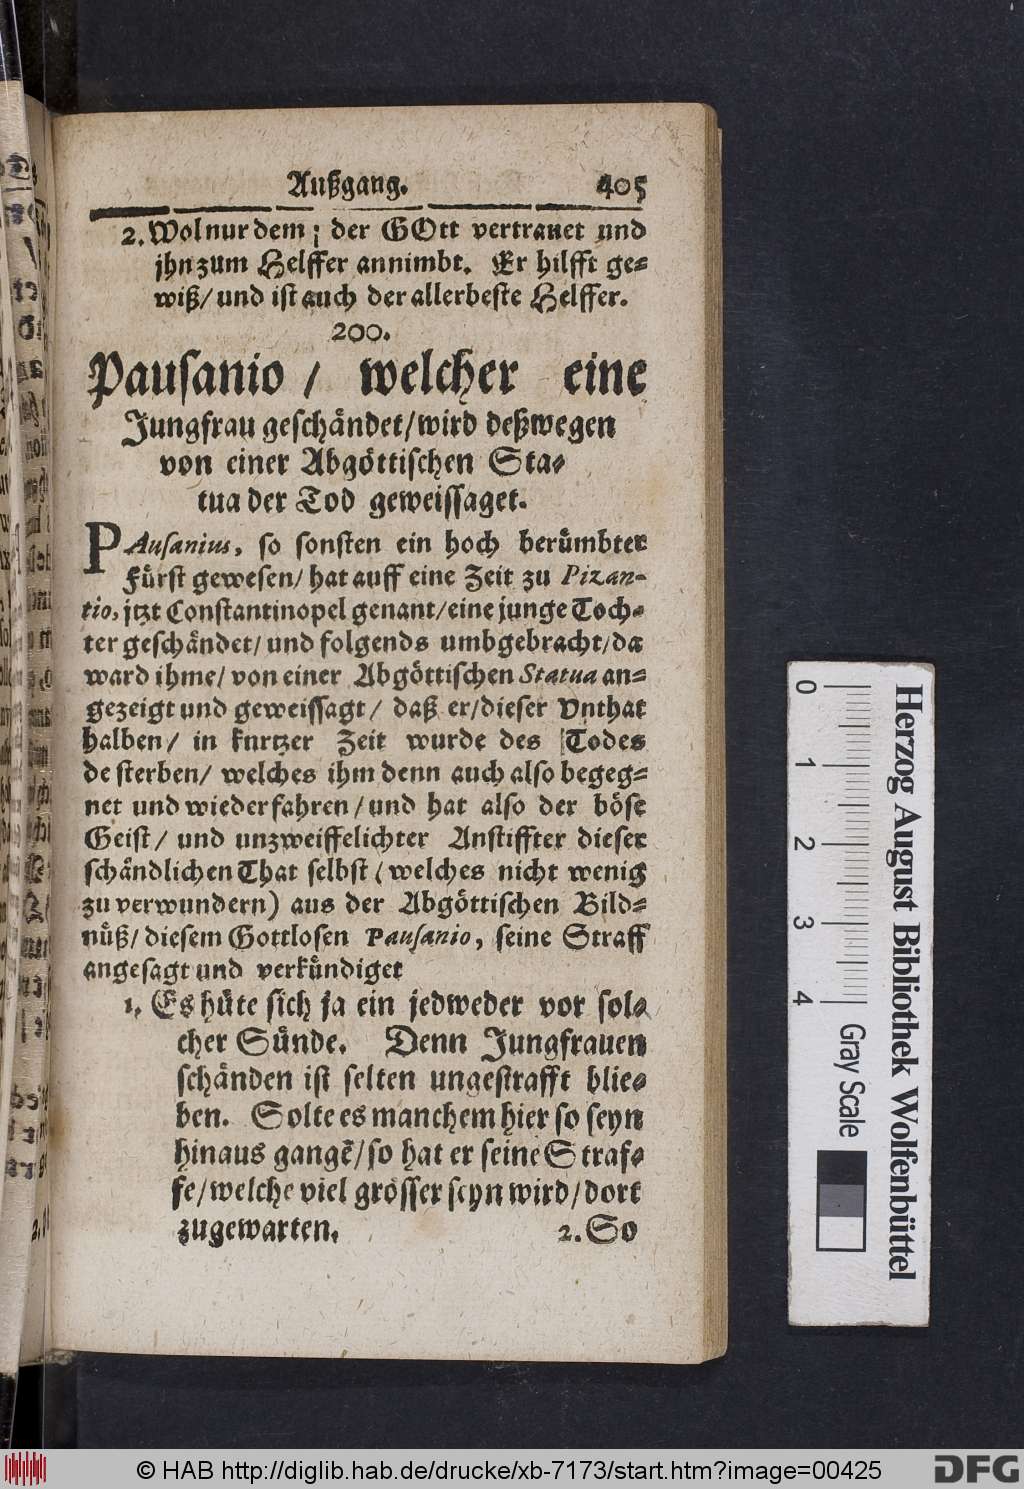 Außgang. 405
2. Wol nur dem / der GOtt vertrauet und
jhn zum Helffer annimbt. Er hilfft ge-
wiß / und ist auch der allerbeste Helffer.
200.
Pausanio / welcher eine
Jungfrau geschändet / wird deßwegen
von einer Abgöttischen Sta-
tua der Tod geweissaget.
PAusanius, so sonsten ein hoch berümbter
Fürst gewesen / hat auff eine Zeit zu Pizan-
tio, jtzt Constantinopel genant / eine junge Toch-
ter geschändet / und folgends umbgebracht / da
ward ihme / von einer Abgöttischen Statua an-
gezeigt und geweissagt / daß er / dieser Vnthat
halben / in knrtzer Zeit wurde des Todes
de sterben / welches ihm denn auch also begeg-
net und wiederfahren / und hat also der böse
Geist / und unzweiffelichter Anstiffter dieser
schändlichen That selbst (welches nicht wenig
zu verwundern) aus der Abgöttischen Bild-
nüß / diesem Gottlosen Pausanio, seine Straff
angesagt und verkündiget
1. Es hüte sich ja ein jedweder vor sol-
cher Sünde. Denn Jungfrauen
schänden ist selten ungestrafft blie-
ben. Solte es manchem hier so seyn
hinaus gangē / so hat er seine Straf-
fe / welche viel grösser seyn wird / dort
zugewarten. 2. So
0 1 2 3 4 Gray Scale
Herzog August Bibliothek Wolfenbüttel
© HAB http://diglib.hab.de/drucke/xb-7173/start.htm?image=00425
DFG